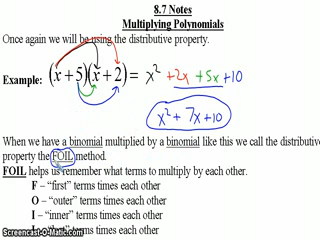 8.7 Notes
Multiplying Polynomials
Once again we will be using the distributive property.
Example: (x + 5)(x + 2) = x² + 2x + 5x + 10
x² + 7x + 10
When we have a binomial multiplied by a binomial like this we call the distributive
property the FOIL method.
FOIL helps us remember what terms to multiply by each other.
F – “first” terms times each other
O – “outer” terms times each other
I – “inner” terms times each other
terms times each other
Screencast-O-Matic.com